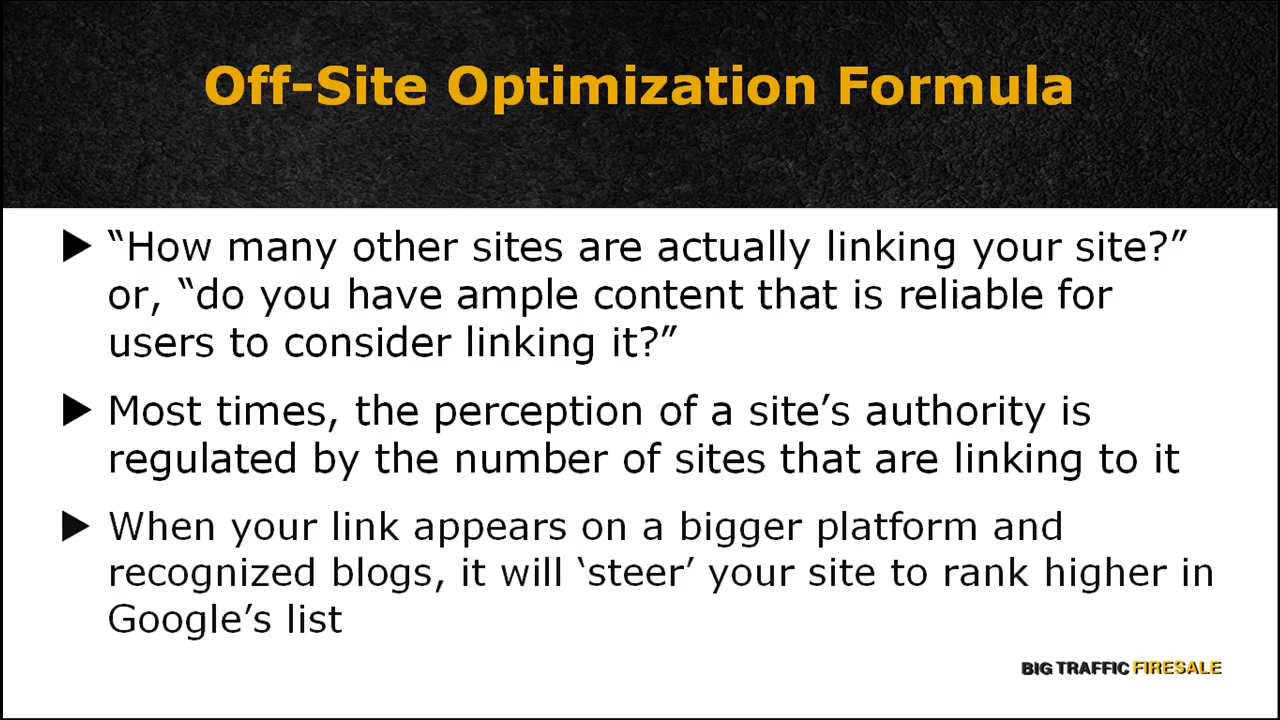 Off-Site Optimization Formula
“How many other sites are actually linking your site?”
or, “do you have ample content that is reliable for
users to consider linking it?”
Most times, the perception of a site’s authority is
regulated by the number of sites that are linking to it
When your link appears on a bigger platform and
recognized blogs, it will ‘steer’ your site to rank higher in
Google’s list
BIG TRAFFIC FIRESALE